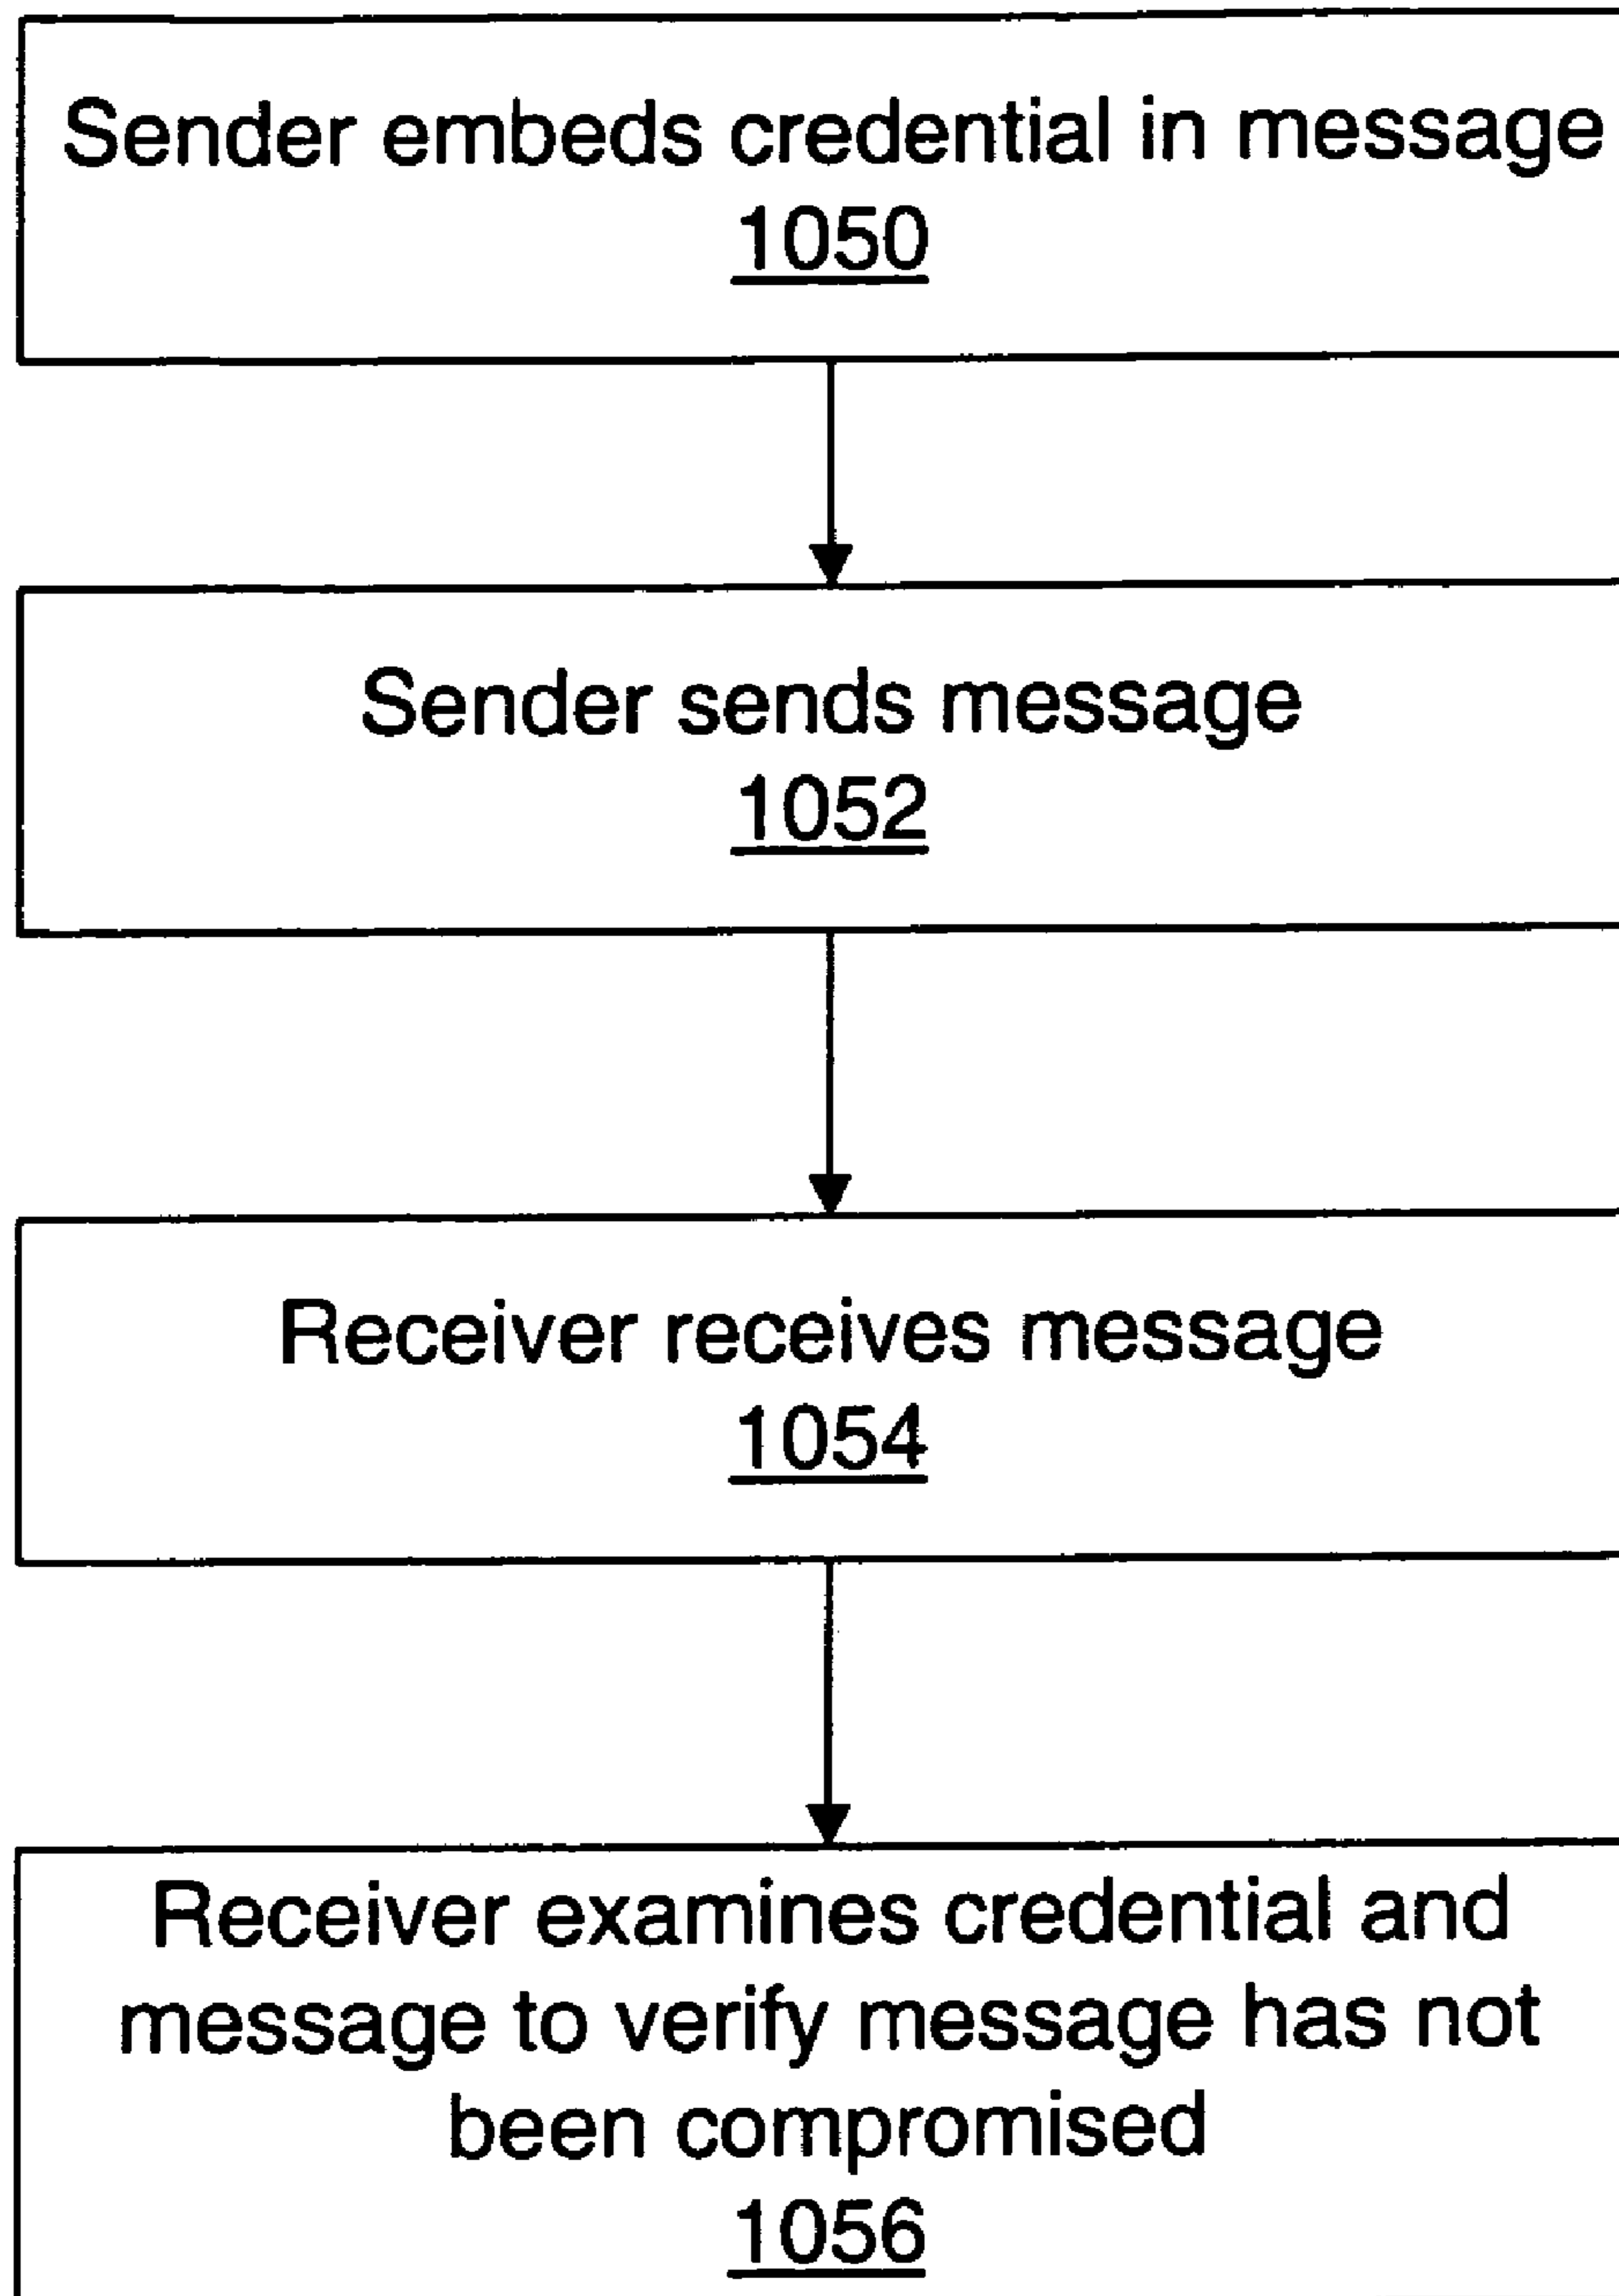 Sender embeds credential in message
1050
Sender sends message
1052
Receiver receives message
1054
Receiver examines credential and
message to verify message has not
been compromised
1056